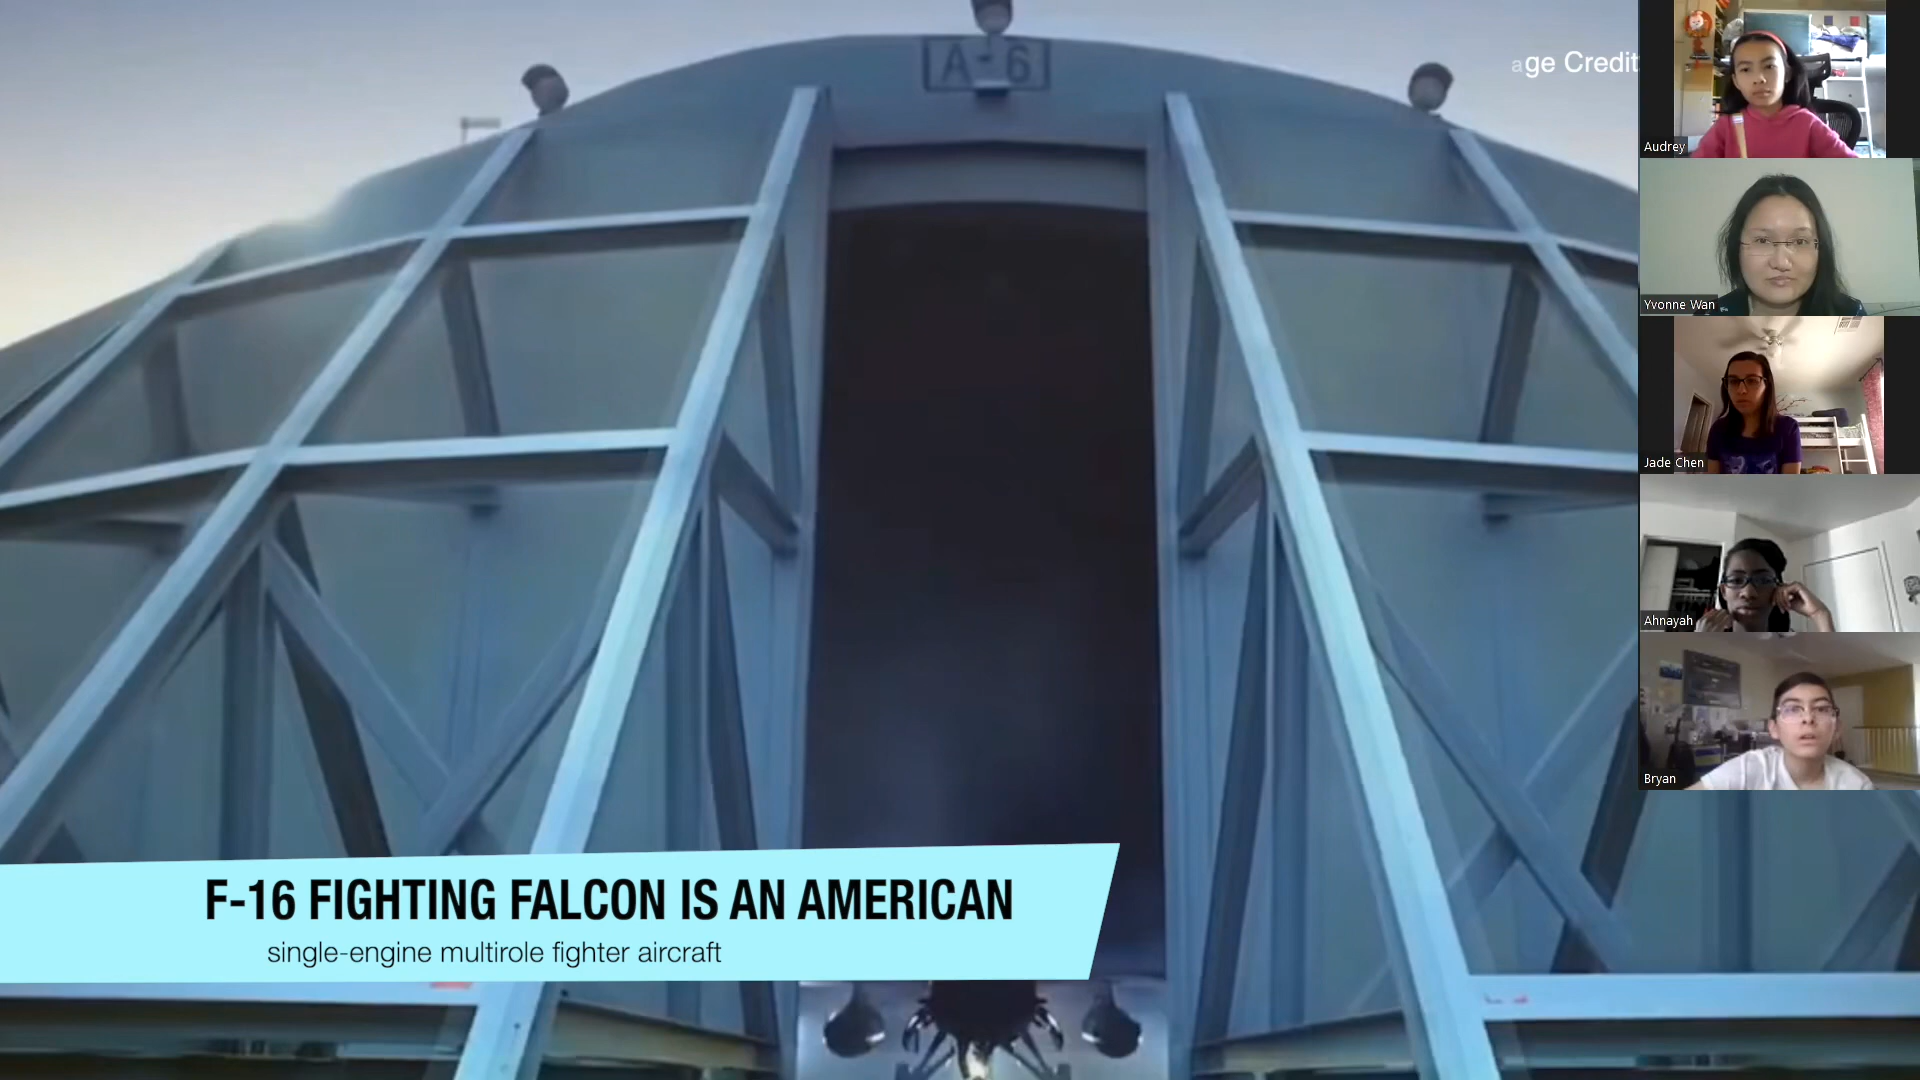 A-6
age Credit
Audrey
Yvonne Wan
Jade Chen
Ahnayah
Bryan
F-16 FIGHTING FALCON IS AN AMERICAN
single-engine multirole fighter aircraft